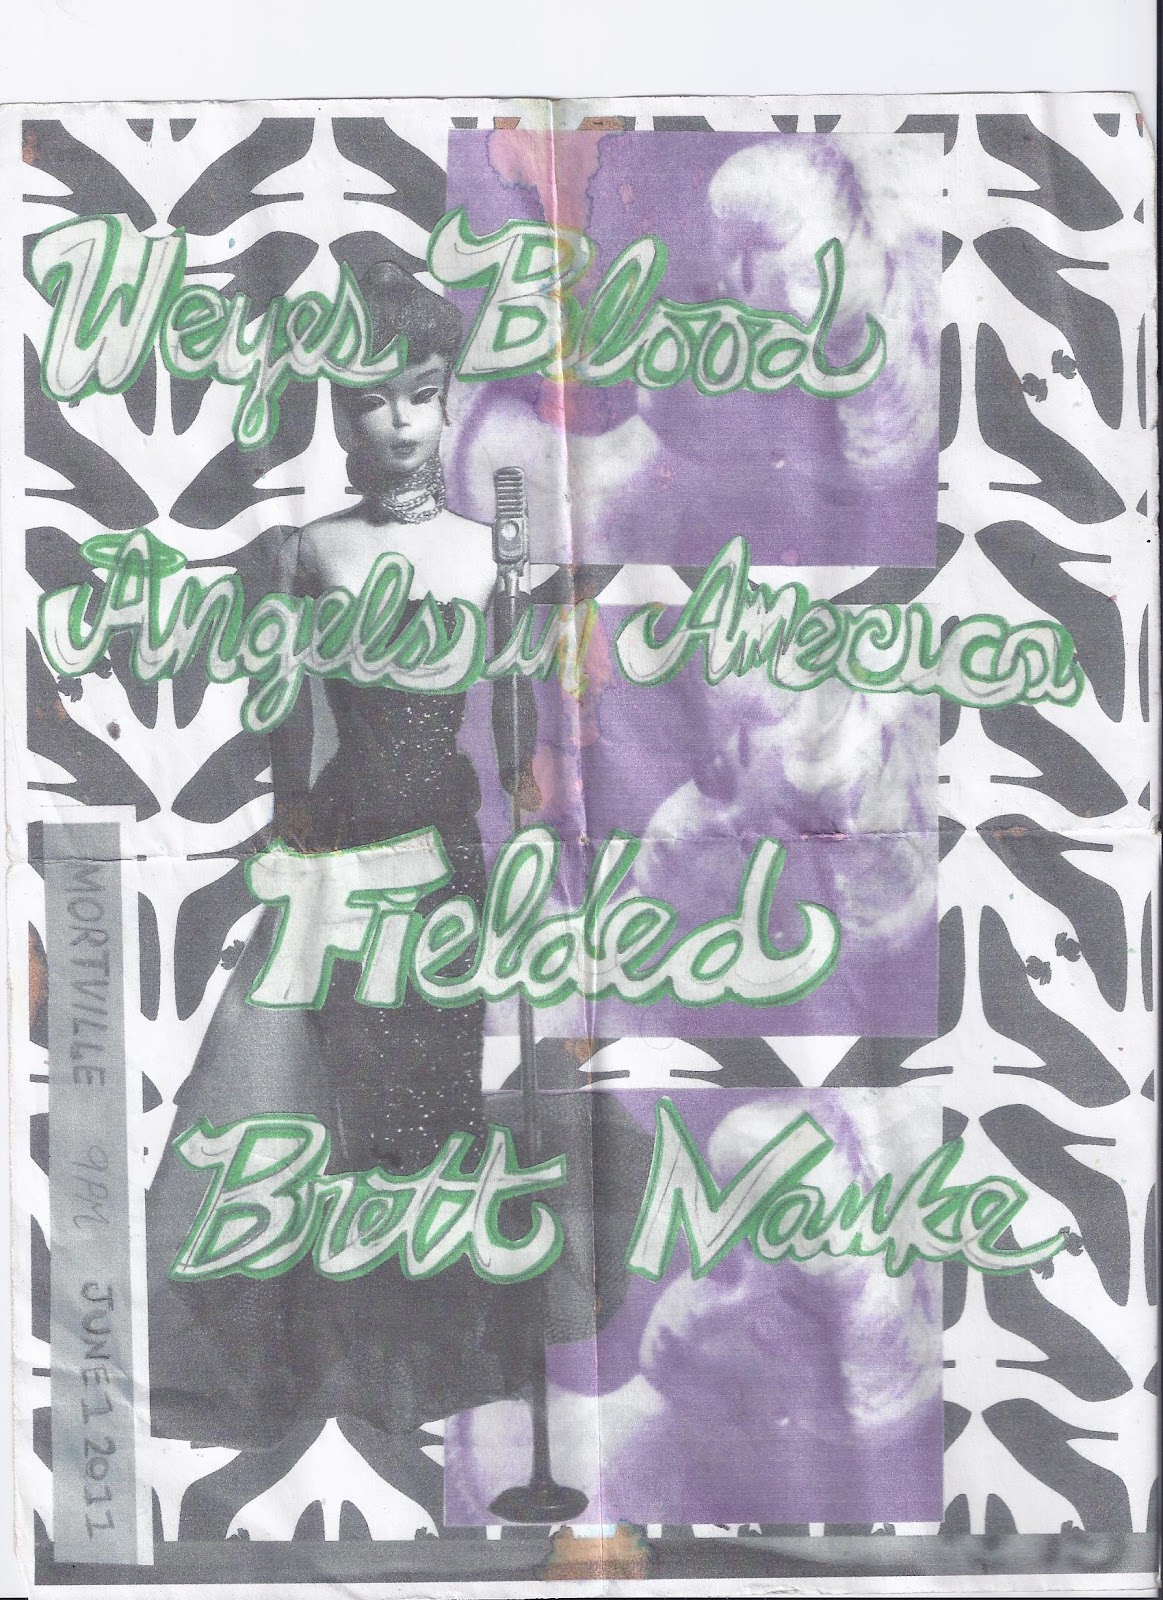 Weyes Blood
Angels in America
Fielded
Brett Naucke
MORTVILLE 9PM JUNE 1 2011